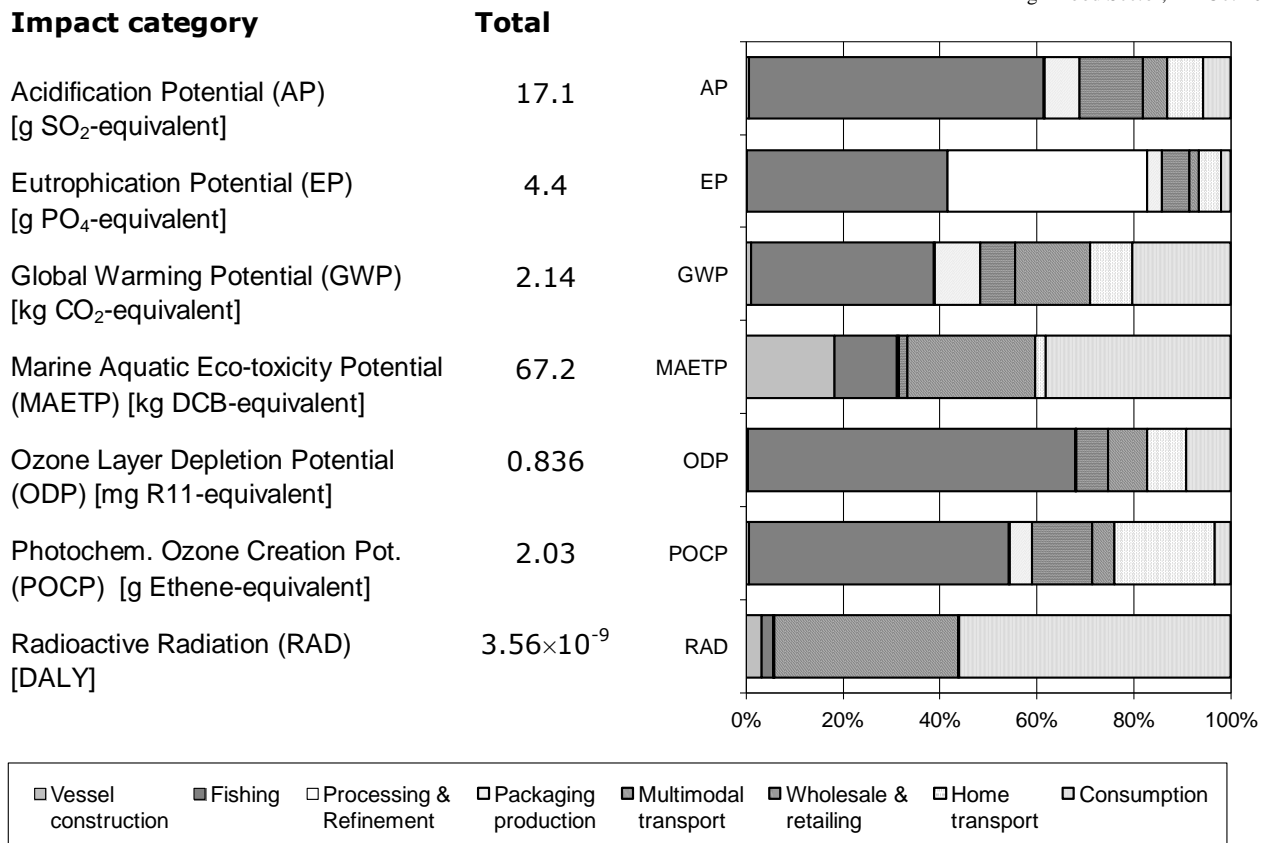 Impact category Total
Acidification Potential (AP) 17.1 AP
[g SO₂-equivalent]
Eutrophication Potential (EP) 4.4 EP
[g PO₄-equivalent]
Global Warming Potential (GWP) 2.14 GWP
[kg CO₂-equivalent]
Marine Aquatic Eco-toxicity Potential 67.2 MAETP
(MAETP) [kg DCB-equivalent]
Ozone Layer Depletion Potential 0.836 ODP
(ODP) [mg R11-equivalent]
Photochem. Ozone Creation Pot. 2.03 POCP
(POCP) [g Ethene-equivalent]
Radioactive Radiation (RAD) 3.56×10⁻⁹ RAD
[DALY]
0% 20% 40% 60% 80% 100%
Vessel Fishing Processing & Packaging Multimodal Wholesale & Home Consumption
construction Refinement production transport retailing transport